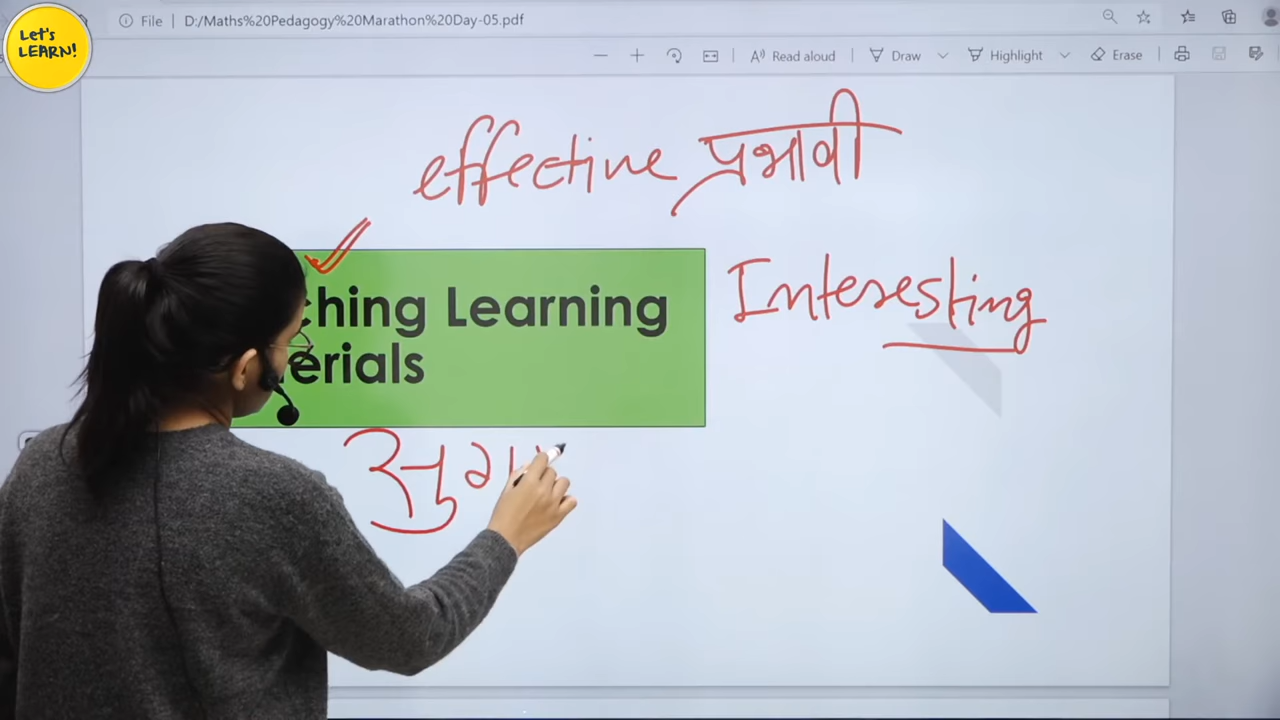 Let's
LEARN!
File D:/Maths%20Pedagogy%20Marathon%20Day-05.pdf
Read aloud Draw Highlight Erase
effective प्रभावी
ching Learning
erials
Interesting